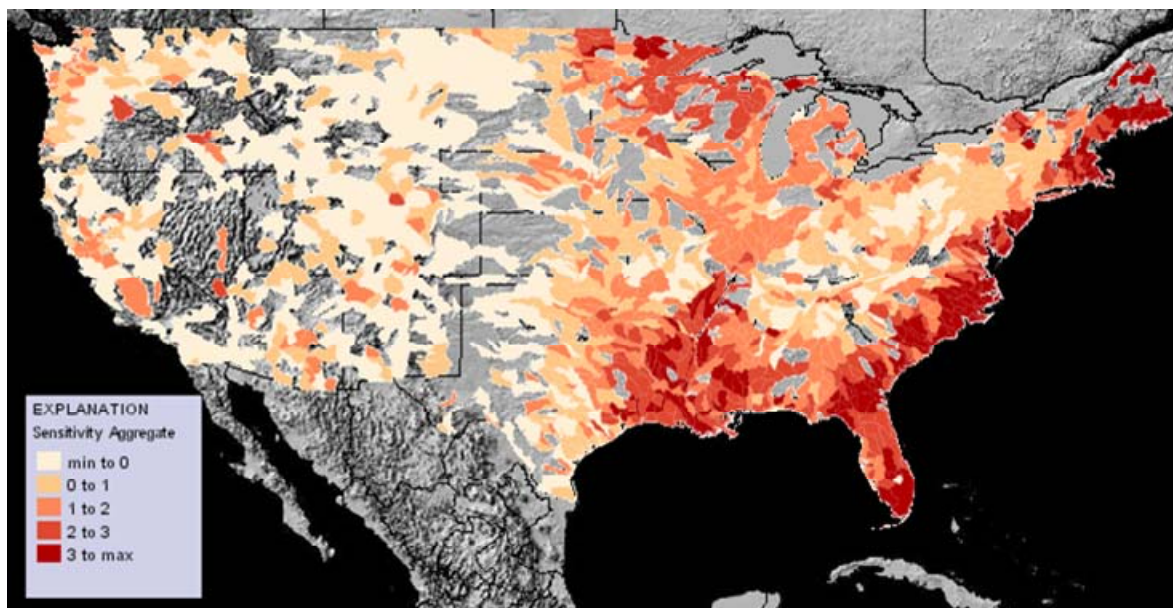 EXPLANATION
Sensitivity Aggregate
min to 0
0 to 1
1 to 2
2 to 3
3 to max